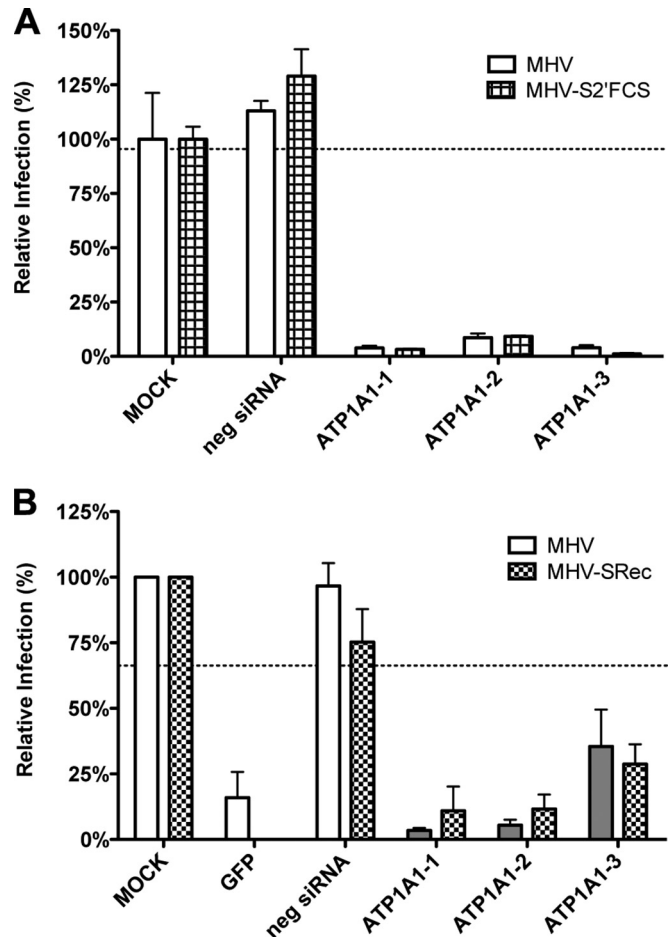 A
Relative Infection (%)
150%
125%
100%
75%
50%
25%
0%
MHV
MHV-S2'FCS
MOCK
neg siRNA
ATP1A1-1
ATP1A1-2
ATP1A1-3
B
Relative Infection (%)
125%
100%
75%
50%
25%
0%
MHV
MHV-SRec
MOCK
GFP
neg siRNA
ATP1A1-1
ATP1A1-2
ATP1A1-3